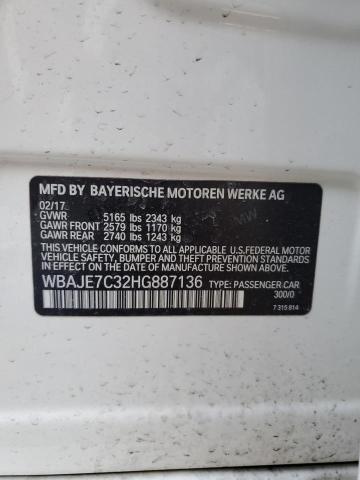 MFD BY BAYERISCHE MOTOREN WERKE AG
02/17
GVWR 5165 lbs 2343 kg
GAWR FRONT 2579 lbs 1170 kg
GAWR REAR 2740 lbs 1243 kg
THIS VEHICLE CONFORMS TO ALL APPLICABLE U.S.FEDERAL MOTOR
VEHICLE SAFETY, BUMPER AND THEFT PREVENTION STANDARDS
IN EFFECT ON THE DATE OF MANUFACTURE SHOWN ABOVE.
WBAJE7C32HG887136 TYPE: PASSENGER CAR
300/0
7 315 814